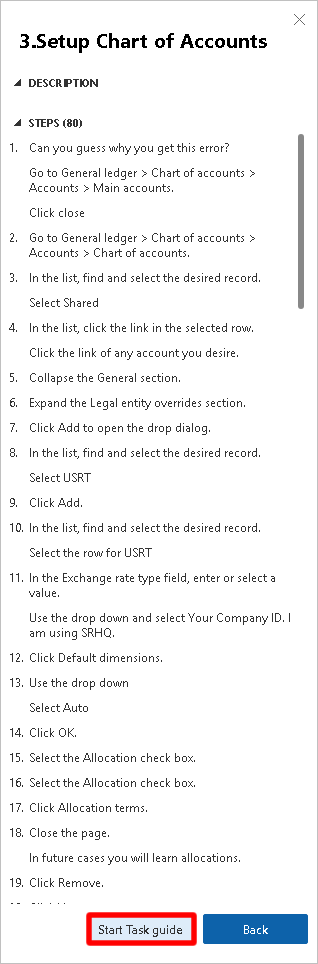 3.Setup Chart of Accounts
DESCRIPTION
STEPS (80)
1. Can you guess why you get this error?
Go to General ledger > Chart of accounts >
Accounts > Main accounts.
Click close
2. Go to General ledger > Chart of accounts >
Accounts > Chart of accounts.
3. In the list, find and select the desired record.
Select Shared
4. In the list, click the link in the selected row.
Click the link of any account you desire.
5. Collapse the General section.
6. Expand the Legal entity overrides section.
7. Click Add to open the drop dialog.
8. In the list, find and select the desired record.
Select USRT
9. Click Add.
10. In the list, find and select the desired record.
Select the row for USRT
11. In the Exchange rate type field, enter or select a
value.
Use the drop down and select Your Company ID. I
am using SRHQ.
12. Click Default dimensions.
13. Use the drop down
Select Auto
14. Click OK.
15. Select the Allocation check box.
16. Select the Allocation check box.
17. Click Allocation terms.
18. Close the page.
In future cases you will learn allocations.
19. Click Remove.
Start Task guide
Back